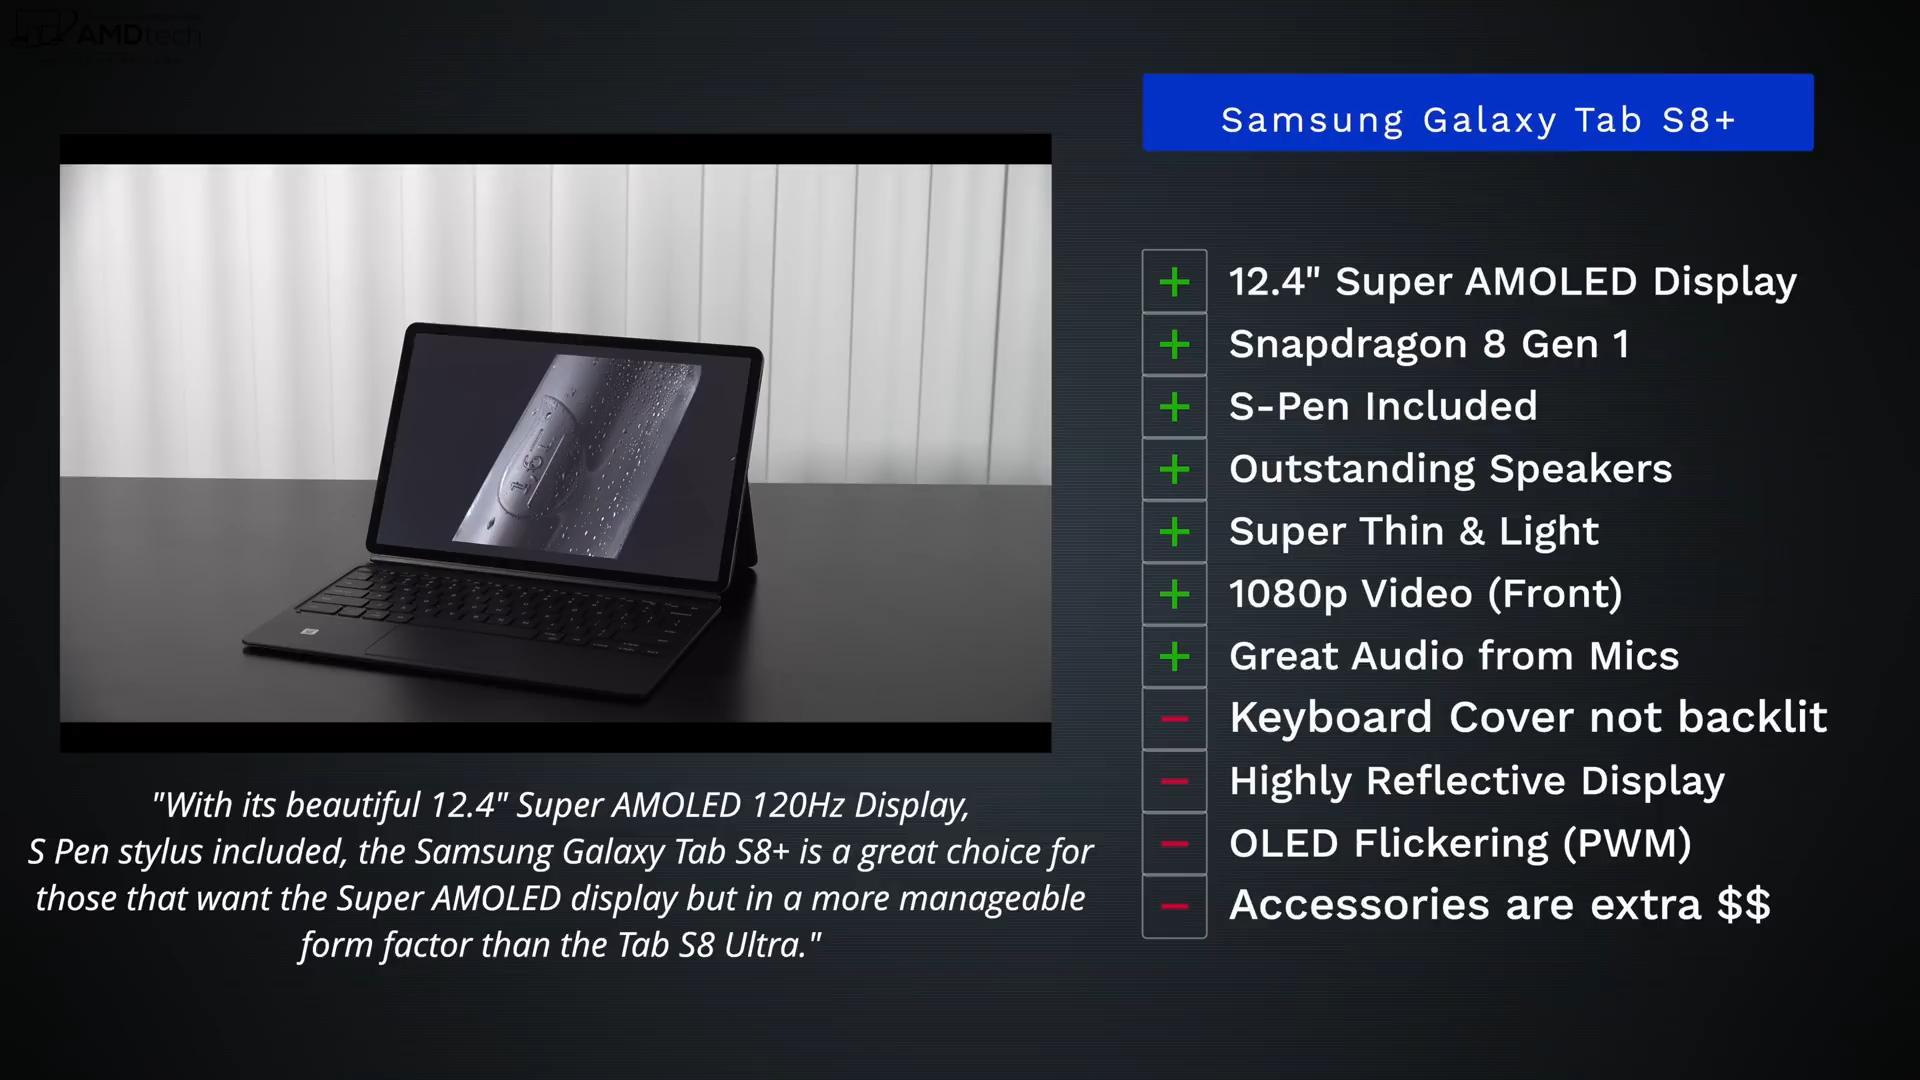 AMDtech
Samsung Galaxy Tab S8+
12.4" Super AMOLED Display
Snapdragon 8 Gen 1
S-Pen Included
Outstanding Speakers
Super Thin & Light
1080p Video (Front)
Great Audio from Mics
Keyboard Cover not backlit
Highly Reflective Display
OLED Flickering (PWM)
Accessories are extra $$
"With its beautiful 12.4" Super AMOLED 120Hz Display,
S Pen stylus included, the Samsung Galaxy Tab S8+ is a great choice for
those that want the Super AMOLED display but in a more manageable
form factor than the Tab S8 Ultra."